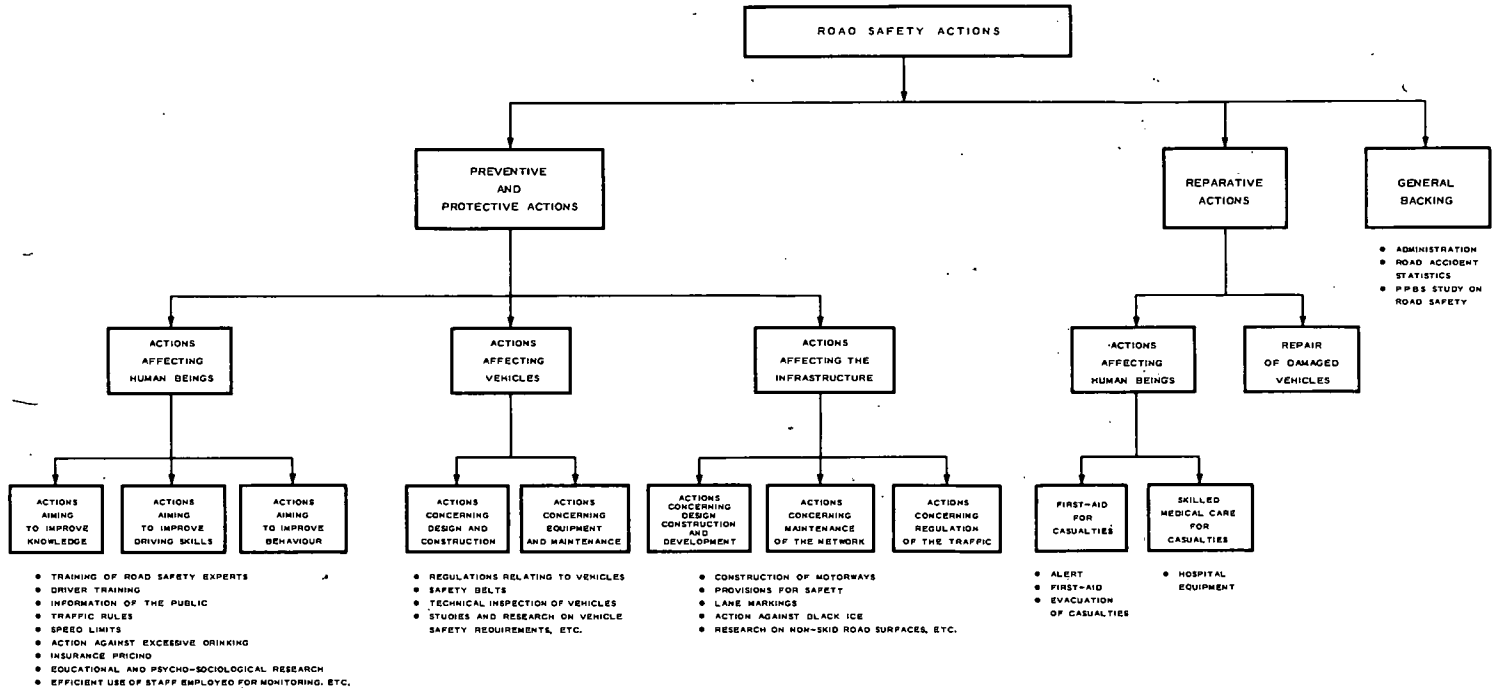 ROAD SAFETY ACTIONS
PREVENTIVE
AND
PROTECTIVE ACTIONS
REPARATIVE
ACTIONS
GENERAL
BACKING
● ADMINISTRATION
● ROAD ACCIDENT
STATISTICS
● PPBS STUDY ON
ROAD SAFETY
ACTIONS
AFFECTING
HUMAN BEINGS
ACTIONS
AFFECTING
VEHICLES
ACTIONS
AFFECTING THE
INFRASTRUCTURE
ACTIONS
AFFECTING
HUMAN BEINGS
REPAIR
OF DAMAGED
VEHICLES
ACTIONS
AIMING
TO IMPROVE
KNOWLEDGE
ACTIONS
AIMING
TO IMPROVE
DRIVING SKILLS
ACTIONS
AIMING
TO IMPROVE
BEHAVIOUR
ACTIONS
CONCERNING
DESIGN AND
CONSTRUCTION
ACTIONS
CONCERNING
EQUIPMENT
AND MAINTENANCE
ACTIONS
CONCERNING
DESIGN
CONSTRUCTION
AND
DEVELOPMENT
ACTIONS
CONCERNING
MAINTENANCE
OF THE NETWORK
ACTIONS
CONCERNING
REGULATION
OF THE TRAFFIC
FIRST-AID
FOR
CASUALTIES
SKILLED
MEDICAL CARE
FOR
CASUALTIES
● TRAINING OF ROAD SAFETY EXPERTS
● DRIVER TRAINING
● INFORMATION OF THE PUBLIC
● TRAFFIC RULES
● SPEED LIMITS
● ACTION AGAINST EXCESSIVE DRINKING
● INSURANCE PRICING
● EDUCATIONAL AND PSYCHO-SOCIOLOGICAL RESEARCH
● EFFICIENT USE OF STAFF EMPLOYED FOR MONITORING, ETC.
● REGULATIONS RELATING TO VEHICLES
● SAFETY BELTS
● TECHNICAL INSPECTION OF VEHICLES
● STUDIES AND RESEARCH ON VEHICLE
SAFETY REQUIREMENTS, ETC.
● CONSTRUCTION OF MOTORWAYS
● PROVISIONS FOR SAFETY
● LANE MARKINGS
● ACTION AGAINST BLACK ICE
● RESEARCH ON NON-SKID ROAD SURFACES, ETC.
● ALERT
● FIRST-AID
● EVACUATION
OF CASUALTIES
● HOSPITAL
EQUIPMENT